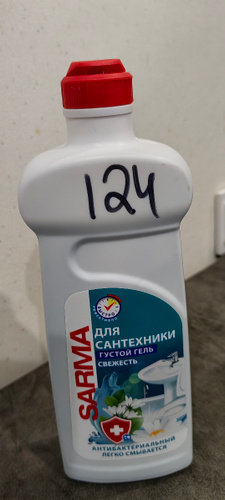 124
ДЛЯ
САНТЕХНИКИ
ГУСТОЙ ГЕЛЬ
СВЕЖЕСТЬ
SARMA
АНТИБАКТЕРИАЛЬНЫЙ
ЛЕГКО СМЫВАЕТСЯ